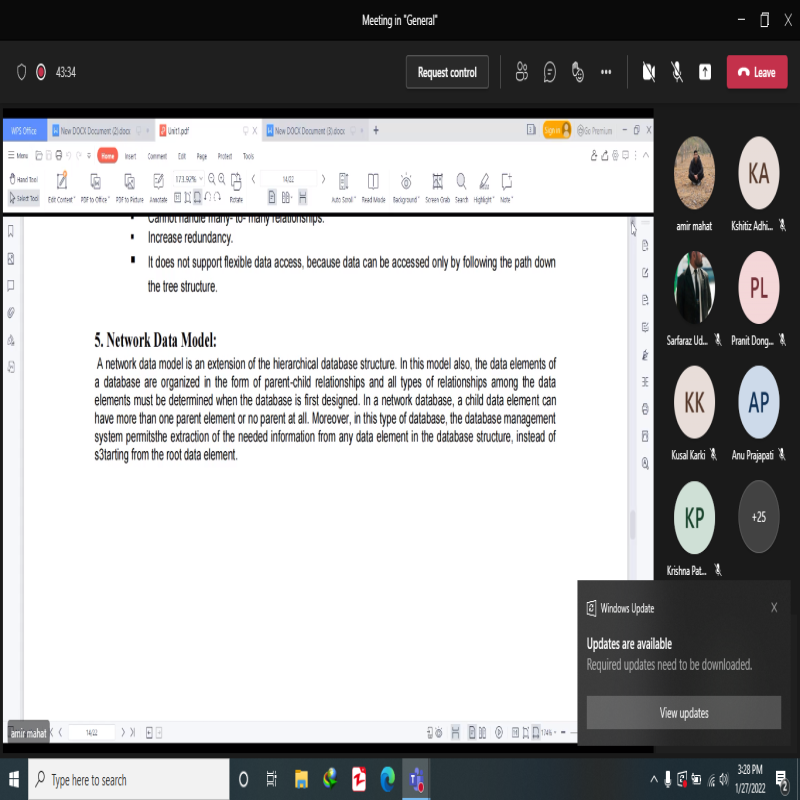 Meeting in "General"
43:34
Request control
Leave
WPS Office
New DOCX Document (2).docx
Unit1.pdf
New DOCX Document (3).docx
+
Sign in
Go Premium
Menu
Home
Insert
Comment
Edit
Page
Protect
Tools
Hand Tool
Select Tool
Edit Content
PDF to Office
PDF to Picture
Annotate
173.92%
Rotate
Auto Scroll
Read Mode
Background
Screen Grab
Search
Highlight
Note
Cannot handle many- to- many relationships.
Increase redundancy.
It does not support flexible data access, because data can be accessed only by following the path down
the tree structure.
5. Network Data Model:
A network data model is an extension of the hierarchical database structure. In this model also, the data elements of
a database are organized in the form of parent-child relationships and all types of relationships among the data
elements must be determined when the database is first designed. In a network database, a child data element can
have more than one parent element or no parent at all. Moreover, in this type of database, the database management
system permitsthe extraction of the needed information from any data element in the database structure, instead of
s3tarting from the root data element.
amir mahat
KA
Kshitiz Adhi...
Sarfaraz Ud...
PL
Pranit Dong...
KK
Kusal Karki
AP
Anu Prajapati
KP
Krishna Pat...
+25
Windows Update
Updates are available
Required updates need to be downloaded.
View updates
amir mahat
14/22
174%
Type here to search
3:28 PM
1/27/2022
2